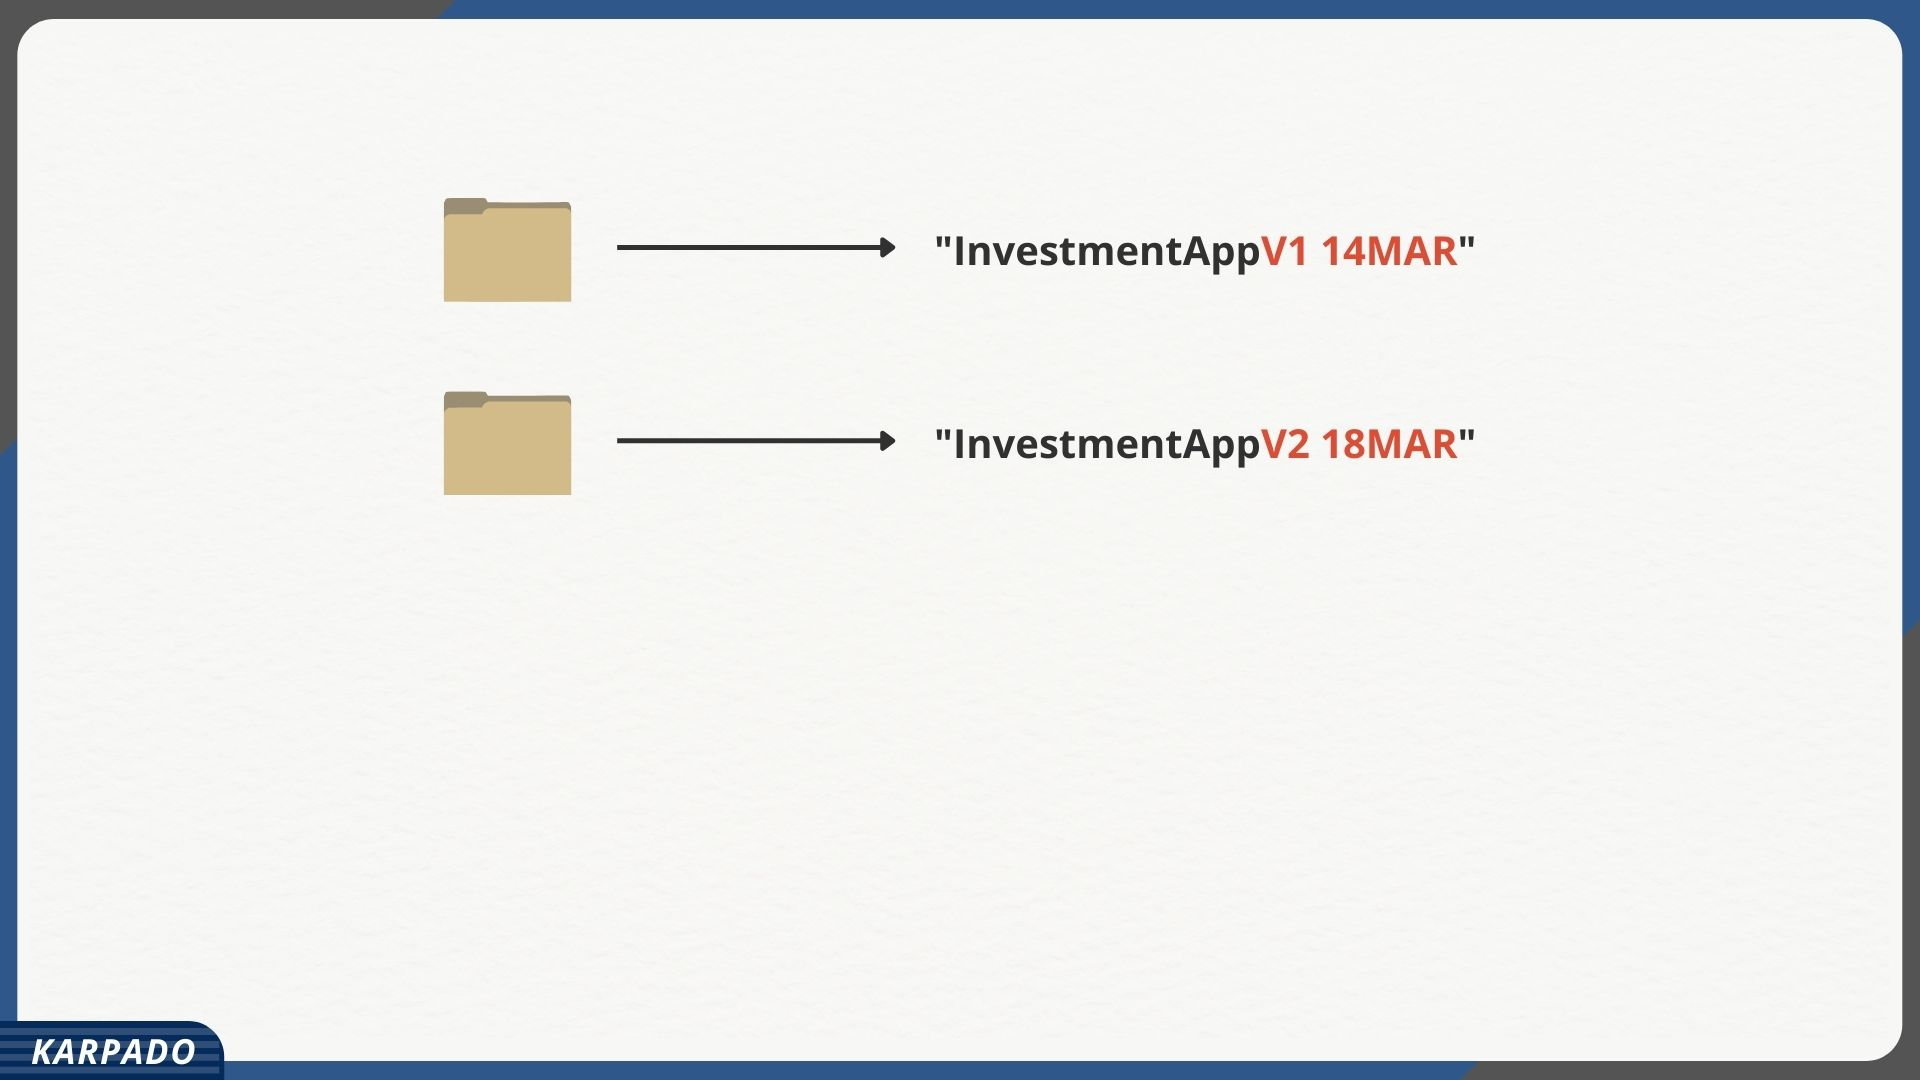 "InvestmentAppV1 14MAR"
"InvestmentAppV2 18MAR"
KARPADO